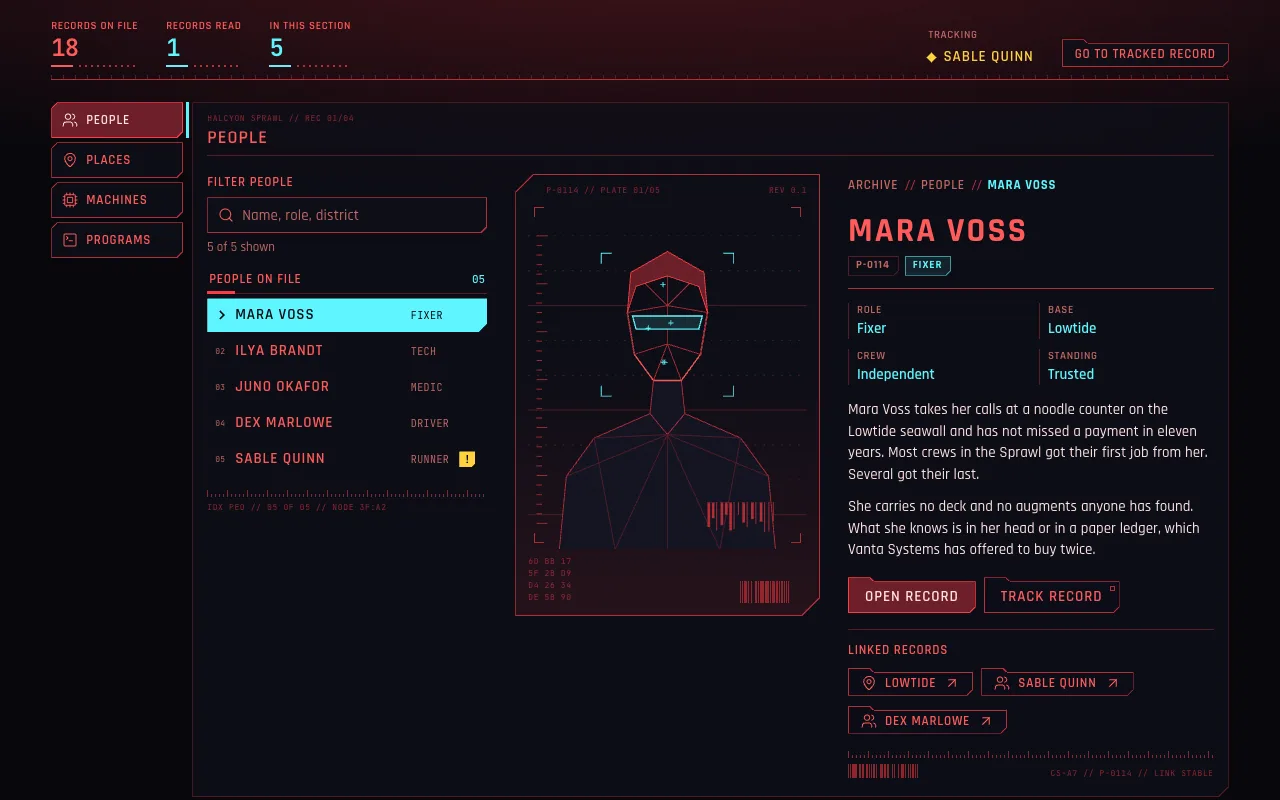 RECORDS ON FILE
18
RECORDS READ
1
IN THIS SECTION
5
TRACKING
SABLE QUINN
GO TO TRACKED RECORD
PEOPLE
PLACES
MACHINES
PROGRAMS
HALCYON SPRAWL // REC 01/04
PEOPLE
FILTER PEOPLE
Name, role, district
5 of 5 shown
PEOPLE ON FILE 05
MARA VOSS FIXER
02 ILYA BRANDT TECH
03 JUNO OKAFOR MEDIC
04 DEX MARLOWE DRIVER
05 SABLE QUINN RUNNER !
IDX PEO // 05 OF 05 // NODE 3F:A2
P-0114 // PLATE 01/05 REV 0.1
5F 28 D9
D4 26 34
ARCHIVE // PEOPLE // MARA VOSS
MARA VOSS
P-0114 FIXER
ROLE
Fixer
BASE
Lowtide
CREW
Independent
STANDING
Trusted
Mara Voss takes her calls at a noodle counter on the
Lowtide seawall and has not missed a payment in eleven
years. Most crews in the Sprawl got their first job from her.
Several got their last.
She carries no deck and no augments anyone has found.
What she knows is in her head or in a paper ledger, which
Vanta Systems has offered to buy twice.
OPEN RECORD
TRACK RECORD
LINKED RECORDS
LOWTIDE
SABLE QUINN
DEX MARLOWE
CS-A7 // P-0114 // LINK STABLE